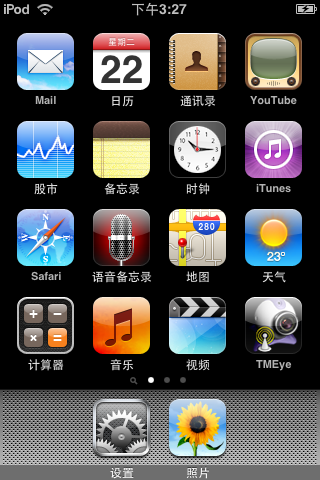 iPod 下午3:27
星期二
22
280
23°
Mail 日历 通讯录 YouTube
股市 备忘录 时钟 iTunes
Safari 语音备忘录 地图 天气
计算器 音乐 视频 TMEye
设置 照片